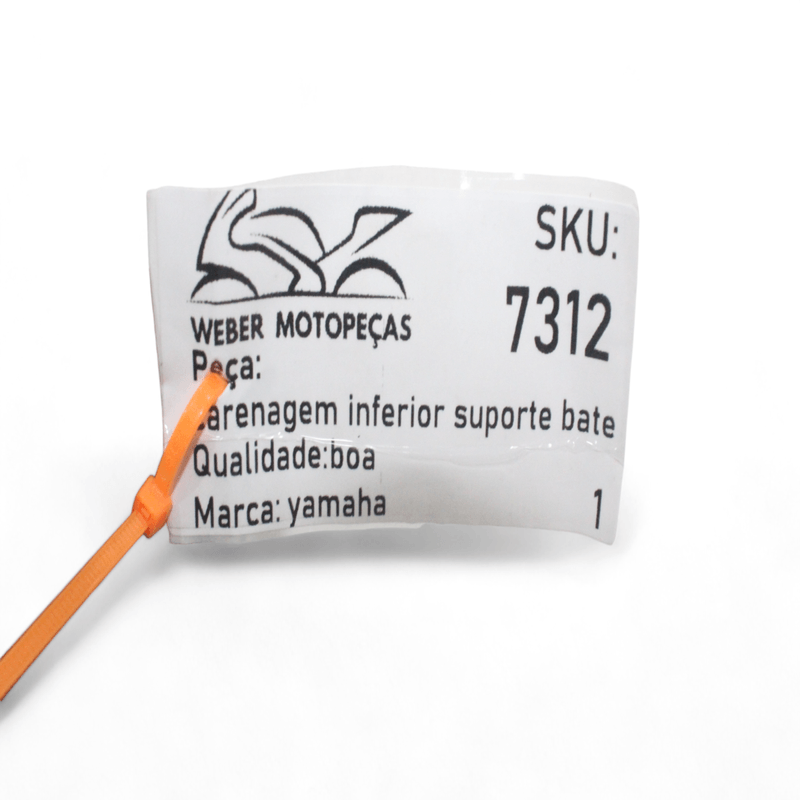 SKU:
7312
WEBER MOTOPEÇAS
Peça:
carenagem inferior suporte bate
Qualidade:boa
Marca: yamaha
1